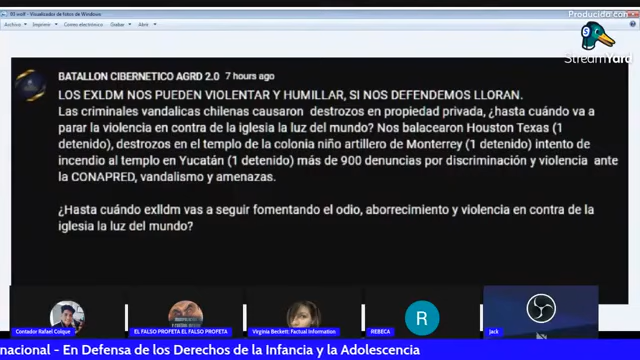 03 wolf - Visualizador de fotos de Windows
Archivo Imprimir Correo electrónico Grabar Abrir
Producido con
StreamYard
BATALLON CIBERNETICO AGRD 2.0 7 hours ago
LOS EXLDM NOS PUEDEN VIOLENTAR Y HUMILLAR, SI NOS DEFENDEMOS LLORAN.
Las criminales vandalicas chilenas causaron destrozos en propiedad privada, ¿hasta cuándo va a
parar la violencia en contra de la iglesia la luz del mundo? Nos balacearon Houston Texas (1
detenido), destrozos en el templo de la colonia niño artillero de Monterrey (1 detenido) intento de
incendio al templo en Yucatán (1 detenido) más de 900 denuncias por discriminación y violencia ante
la CONAPRED, vandalismo y amenazas.
¿Hasta cuándo exlldm vas a seguir fomentando el odio, aborrecimiento y violencia en contra de la
iglesia la luz del mundo?
R
Contador Rafael Colque
EL FALSO PROFETA EL FALSO PROFETA
Virginia Beckett: Factual Information
REBECA
Jack
nacional - En Defensa de los Derechos de la Infancia y la Adolescencia